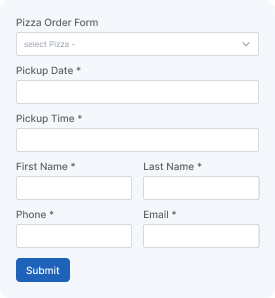 Pizza Order Form
select Pizza -
Pickup Date *
Pickup Time *
First Name * Last Name *
Phone * Email *
Submit